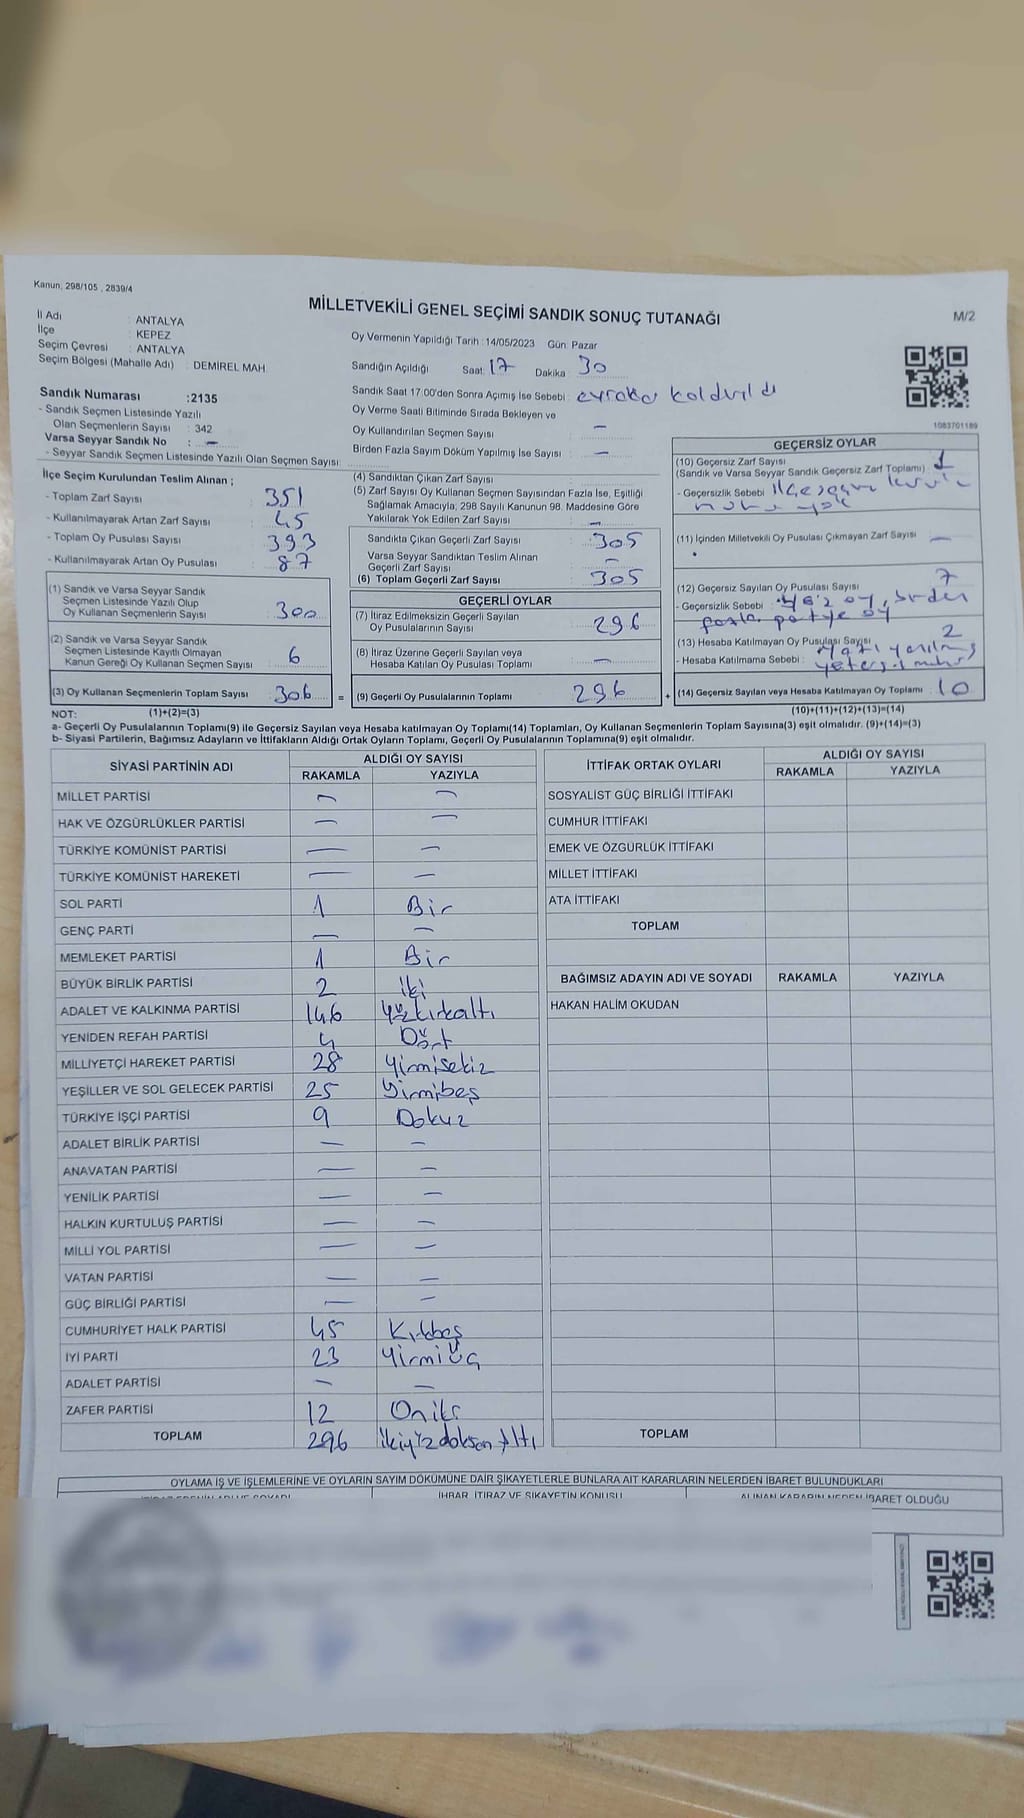 Kanun, 298/105 , 2839/4
MİLLETVEKİLİ GENEL SEÇİMİ SANDIK SONUÇ TUTANAĞI
M/2
İl Adı : ANTALYA
İlçe : KEPEZ
Seçim Çevresi : ANTALYA
Seçim Bölgesi (Mahalle Adı) : DEMİREL MAH.
Oy Vermenin Yapıldığı Tarih :14/05/2023 Gün: Pazar
Sandığın Açıldığı Saat: 17 Dakika : 30
Sandık Saat 17:00'den Sonra Açımış İse Sebebi : evraklar kaldırıldı
Oy Verme Saati Bitiminde Sırada Bekleyen ve
Oy Kullandırılan Seçmen Sayısı : —
Birden Fazla Sayım Döküm Yapılmış İse Sayısı : —
1083701189
Sandık Numarası :2135
- Sandık Seçmen Listesinde Yazılı
Olan Seçmenlerin Sayısı : 342
Varsa Seyyar Sandık No : —
- Seyyar Sandık Seçmen Listesinde Yazılı Olan Seçmen Sayısı:
İlçe Seçim Kurulundan Teslim Alınan ;
- Toplam Zarf Sayısı : 351
- Kullanılmayarak Artan Zarf Sayısı : 45
- Toplam Oy Pusulası Sayısı : 393
- Kullanılmayarak Artan Oy Pusulası : 87
(1) Sandık ve Varsa Seyyar Sandık
Seçmen Listesinde Yazılı Olup
Oy Kullanan Seçmenlerin Sayısı : 300
(2) Sandık ve Varsa Seyyar Sandık
Seçmen Listesinde Kayıtlı Olmayan
Kanun Gereği Oy Kullanan Seçmen Sayısı : 6
(3) Oy Kullanan Seçmenlerin Toplam Sayısı : 306 =
(4) Sandıktan Çıkan Zarf Sayısı :
(5) Zarf Sayısı Oy Kullanan Seçmen Sayısından Fazla İse, Eşitliği
Sağlamak Amacıyla; 298 Sayılı Kanunun 98. Maddesine Göre
Yakılarak Yok Edilen Zarf Sayısı : —
Sandıkta Çıkan Geçerli Zarf Sayısı : 305
Varsa Seyyar Sandıktan Teslim Alınan
Geçerli Zarf Sayısı : —
(6) Toplam Geçerli Zarf Sayısı : 305
GEÇERLİ OYLAR
(7) İtiraz Edilmeksizin Geçerli Sayılan
Oy Pusulalarının Sayısı : 296
(8) İtiraz Üzerine Geçerli Sayılan veya
Hesaba Katılan Oy Pusulası Toplamı : —
(9) Geçerli Oy Pusulalarının Toplamı : 296 +
GEÇERSİZ OYLAR
(10) Geçersiz Zarf Sayısı
(Sandık ve Varsa Seyyar Sandık Geçersiz Zarf Toplamı) : 1
- Geçersizlik Sebebi : İlçe seçim kurulu
mührü yok
(11) İçinden Milletvekili Oy Pusulası Çıkmayan Zarf Sayısı : —
(12) Geçersiz Sayılan Oy Pusulası Sayısı : 7
- Geçersizlik Sebebi : oy, birden
fazla partiye oy
(13) Hesaba Katılmayan Oy Pusulası Sayısı : 2
- Hesaba Katılmama Sebebi : yırtılmış
yetersiz mühür
(14) Geçersiz Sayılan veya Hesaba Katılmayan Oy Toplamı : 10
NOT: (1)+(2)=(3)
(10)+(11)+(12)+(13)=(14)
a- Geçerli Oy Pusulalarının Toplamı(9) ile Geçersiz Sayılan veya Hesaba katılmayan Oy Toplamı(14) Toplamları, Oy Kullanan Seçmenlerin Toplam Sayısına(3) eşit olmalıdır. (9)+(14)=(3)
b- Siyasi Partilerin, Bağımsız Adayların ve İttifakların Aldığı Ortak Oyların Toplamı, Geçerli Oy Pusulalarının Toplamına(9) eşit olmalıdır.
SİYASİ PARTİNİN ADI ALDIĞI OY SAYISI
RAKAMLA YAZIYLA
MİLLET PARTİSİ — —
HAK VE ÖZGÜRLÜKLER PARTİSİ — —
TÜRKİYE KOMÜNİST PARTİSİ — —
TÜRKİYE KOMÜNİST HAREKETİ — —
SOL PARTİ 1 Bir
GENÇ PARTİ — —
MEMLEKET PARTİSİ 1 Bir
BÜYÜK BİRLİK PARTİSİ 2 iki
ADALET VE KALKINMA PARTİSİ 146 Yüzkırkaltı
YENİDEN REFAH PARTİSİ 4 Dört
MİLLİYETÇİ HAREKET PARTİSİ 28 Yirmisekiz
YEŞİLLER VE SOL GELECEK PARTİSİ 25 Yirmibeş
TÜRKİYE İŞÇİ PARTİSİ 9 Dokuz
ADALET BİRLİK PARTİSİ — —
ANAVATAN PARTİSİ — —
YENİLİK PARTİSİ — —
HALKIN KURTULUŞ PARTİSİ — —
MİLLİ YOL PARTİSİ — —
VATAN PARTİSİ — —
GÜÇ BİRLİĞİ PARTİSİ — —
CUMHURİYET HALK PARTİSİ 45 Kırkbeş
İYİ PARTİ 23 Yirmiüç
ADALET PARTİSİ — —
ZAFER PARTİSİ 12 Oniki
TOPLAM 296 ikiyüzdoksan Altı
İTTİFAK ORTAK OYLARI ALDIĞI OY SAYISI
RAKAMLA YAZIYLA
SOSYALİST GÜÇ BİRLİĞİ İTTİFAKI
CUMHUR İTTİFAKI
EMEK VE ÖZGÜRLÜK İTTİFAKI
MİLLET İTTİFAKI
ATA İTTİFAKI
TOPLAM
BAĞIMSIZ ADAYIN ADI VE SOYADI RAKAMLA YAZIYLA
HAKAN HALİM OKUDAN
TOPLAM
OYLAMA İŞ VE İŞLEMLERİNE VE OYLARIN SAYIM DÖKÜMÜNE DAİR ŞİKAYETLERLE BUNLARA AİT KARARLARIN NELERDEN İBARET BULUNDUKLARI
İHBAR, İTİRAZ VE ŞİKAYETİN KONUSU ALINAN KARARIN NEDEN İBARET OLDUĞU